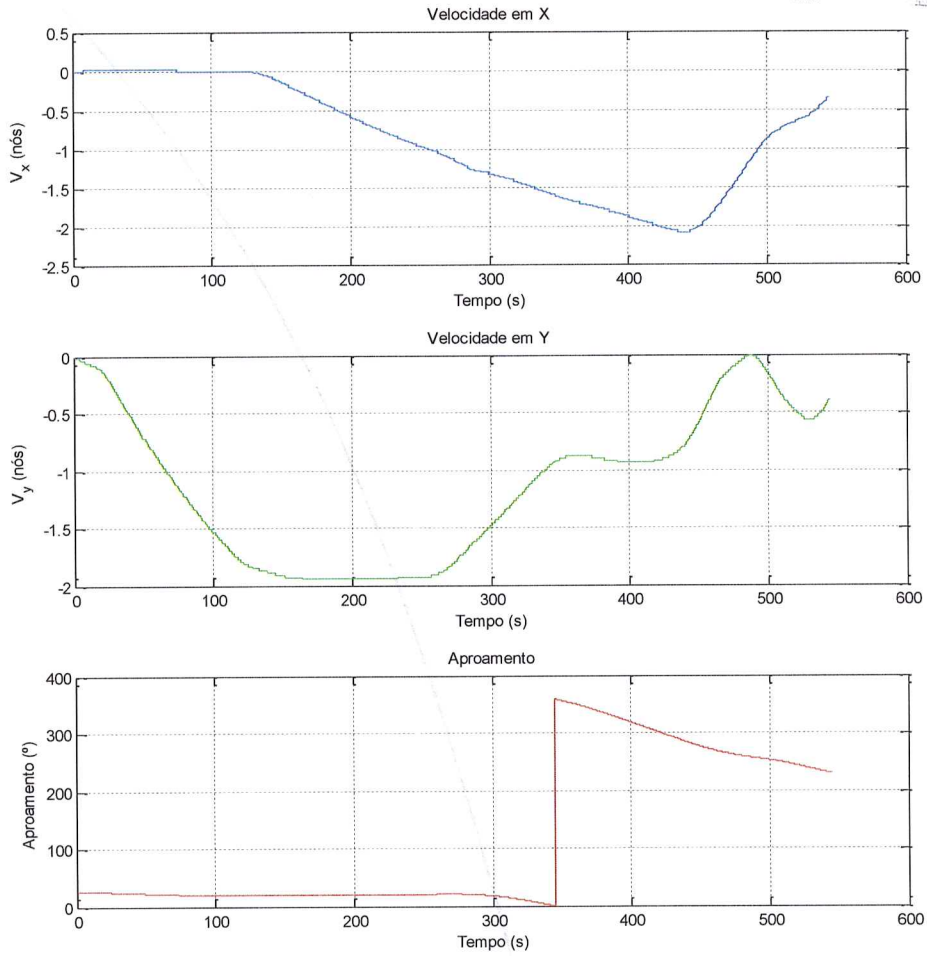 Velocidade em X
V_x (nós)
0.5
0
-0.5
-1
-1.5
-2
-2.5
0 100 200 300 400 500 600
Tempo (s)
Velocidade em Y
V_y (nós)
0
-0.5
-1
-1.5
-2
0 100 200 300 400 500 600
Tempo (s)
Aproamento
Aproamento (º)
400
300
200
100
0
0 100 200 300 400 500 600
Tempo (s)